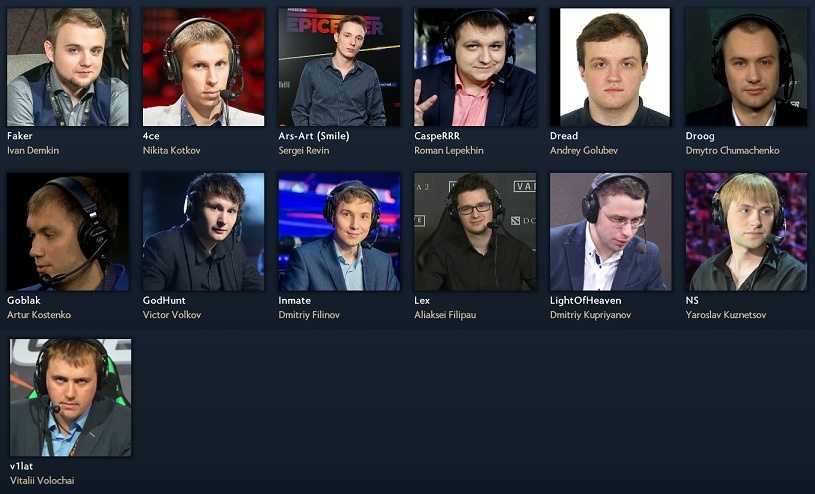 MOSCOW
EPICENTER
Faker
4ce
Ars-Art (Smile)
CaspeRRR
Dread
Droog
Ivan Demkin
Nikita Kotkov
Sergei Revin
Roman Lepekhin
Andrey Golubev
Dmytro Chumachenko
A 2
Goblak
GodHunt
Inmate
Lex
LightOfHeaven
NS
Artur Kostenko
Victor Volkov
Dmitriy Filinov
Aliaksei Filipau
Dmitriy Kupriyanov
Yaroslav Kuznetsov
v1lat
Vitalii Volochai